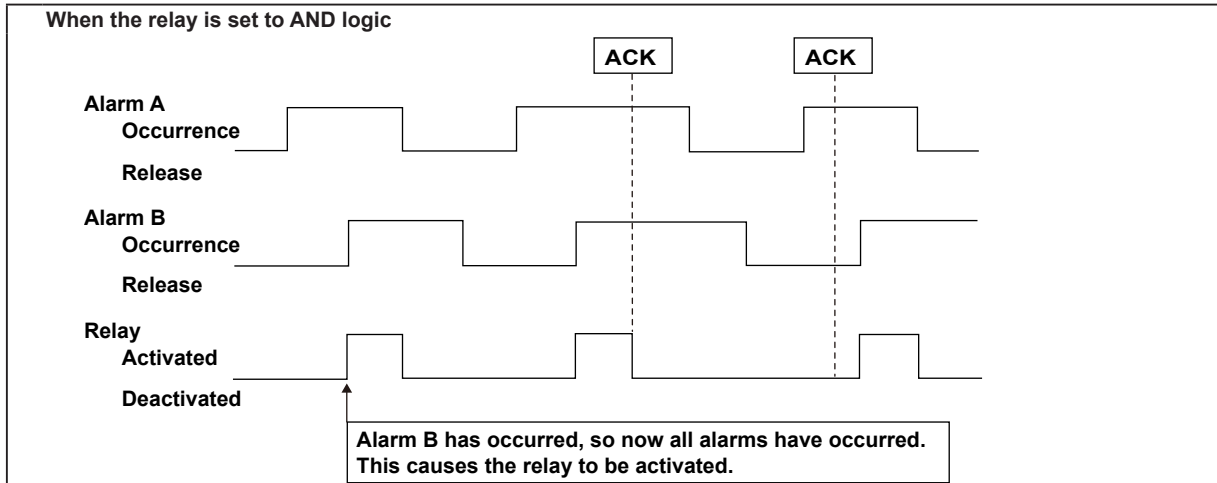 When the relay is set to AND logic
ACK ACK
Alarm A
Occurrence
Release
Alarm B
Occurrence
Release
Relay
Activated
Deactivated
Alarm B has occurred, so now all alarms have occurred.
This causes the relay to be activated.